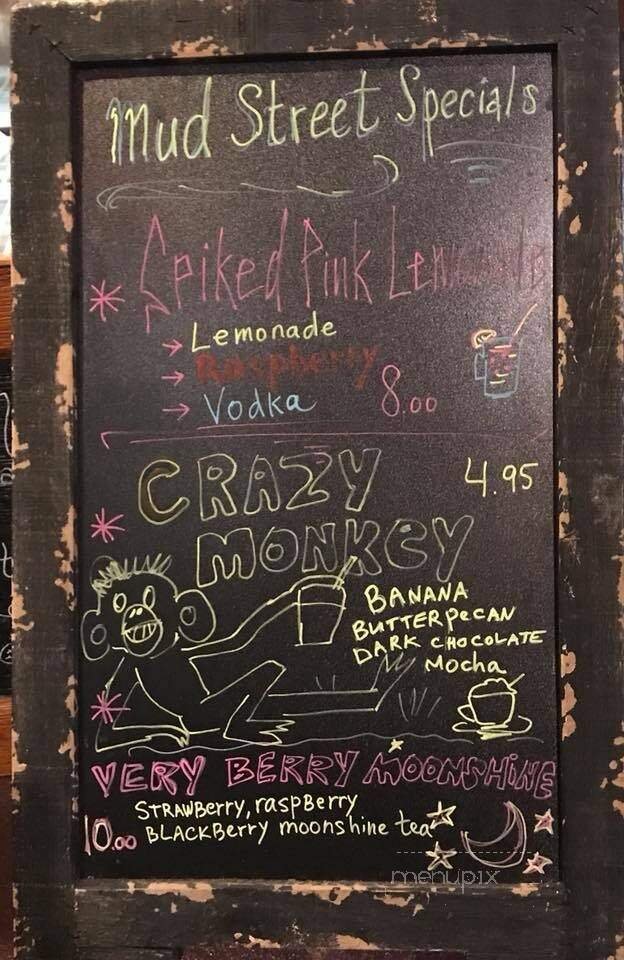 Mud Street Specials
Spiked Pink Lemonade
Lemonade
Raspberry
Vodka 8.00
CRAZY 4.95
MONKEY
BANANA
BUTTERPeCAN
DARK CHOCOLATE
Mocha
VERY BERRY MOONSHiNE
STRAWBerry, raspBerry
10.00 BLACKBerry moonshine tea
menupix